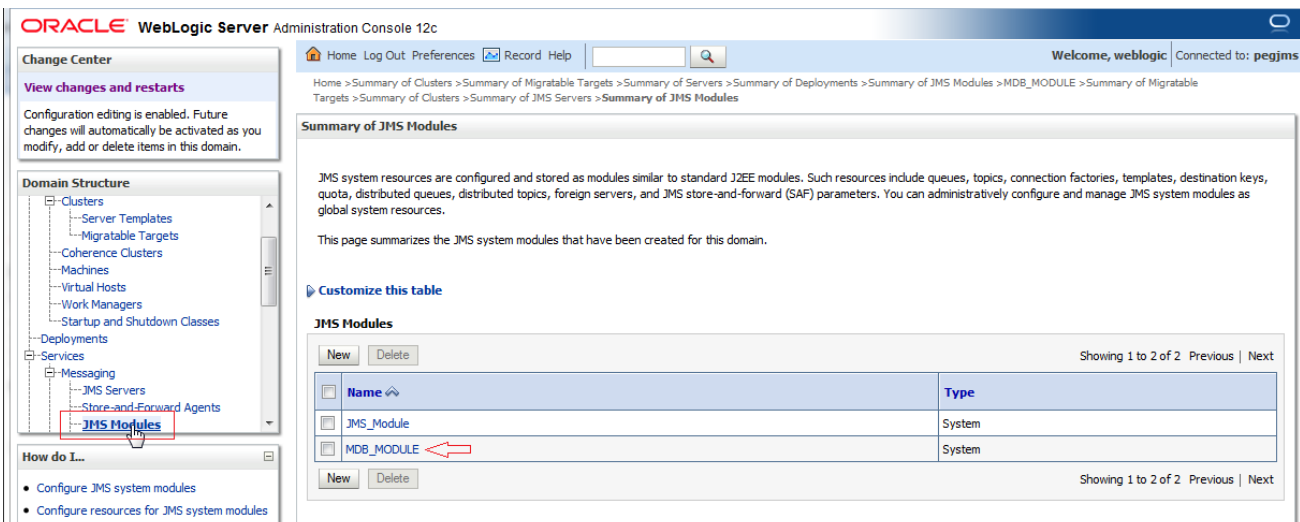 ORACLE WebLogic Server Administration Console 12c
Change Center
View changes and restarts
Configuration editing is enabled. Future
changes will automatically be activated as you
modify, add or delete items in this domain.
Domain Structure
Clusters
Server Templates
Migratable Targets
Coherence Clusters
Machines
Virtual Hosts
Work Managers
Startup and Shutdown Classes
Deployments
Services
Messaging
JMS Servers
Store-and-Forward Agents
JMS Modules
How do I...
Configure JMS system modules
Configure resources for JMS system modules
Home Log Out Preferences Record Help
Welcome, weblogic Connected to: pegjms
Home >Summary of Clusters >Summary of Migratable Targets >Summary of Servers >Summary of Deployments >Summary of JMS Modules >MDB_MODULE >Summary of Migratable
Targets >Summary of Clusters >Summary of JMS Servers >Summary of JMS Modules
Summary of JMS Modules
JMS system resources are configured and stored as modules similar to standard J2EE modules. Such resources include queues, topics, connection factories, templates, destination keys,
quota, distributed queues, distributed topics, foreign servers, and JMS store-and-forward (SAF) parameters. You can administratively configure and manage JMS system modules as
global system resources.
This page summarizes the JMS system modules that have been created for this domain.
Customize this table
JMS Modules
New Delete Showing 1 to 2 of 2 Previous | Next
Name Type
JMS_Module System
MDB_MODULE System
New Delete Showing 1 to 2 of 2 Previous | Next